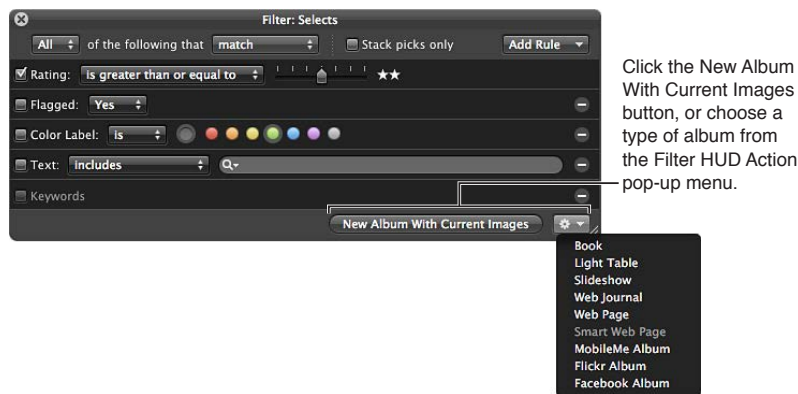 Filter: Selects
All of the following that match Stack picks only Add Rule
Rating: is greater than or equal to ★★
Flagged: Yes
Color Label: is
Text: includes
Keywords
New Album With Current Images
Book
Light Table
Slideshow
Web Journal
Web Page
Smart Web Page
MobileMe Album
Flickr Album
Facebook Album
Click the New Album
With Current Images
button, or choose a
type of album from
the Filter HUD Action
pop-up menu.